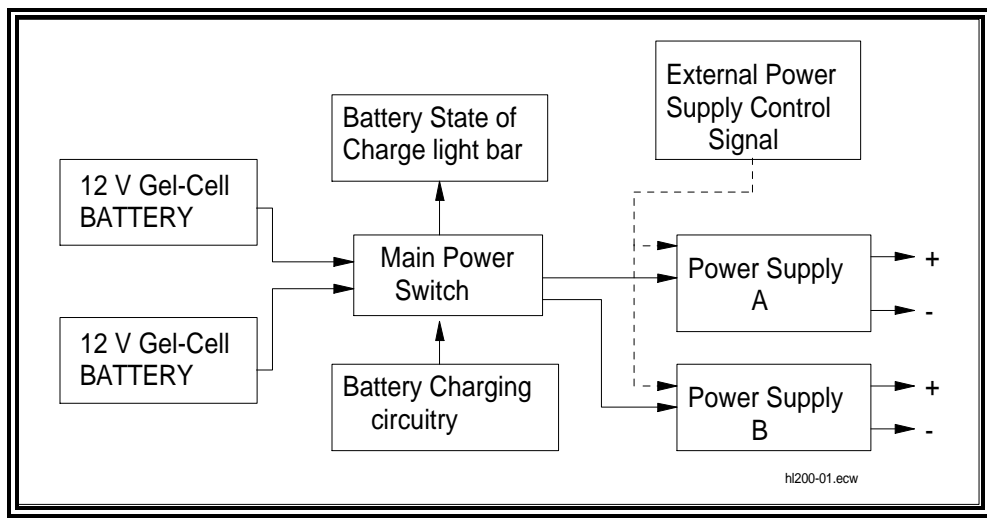 External Power
Supply Control
Signal
Battery State of
Charge light bar
12 V Gel-Cell
BATTERY
Main Power
Switch
Power Supply
A
+
-
12 V Gel-Cell
BATTERY
Battery Charging
circuitry
Power Supply
B
+
-
hl200-01.ecw